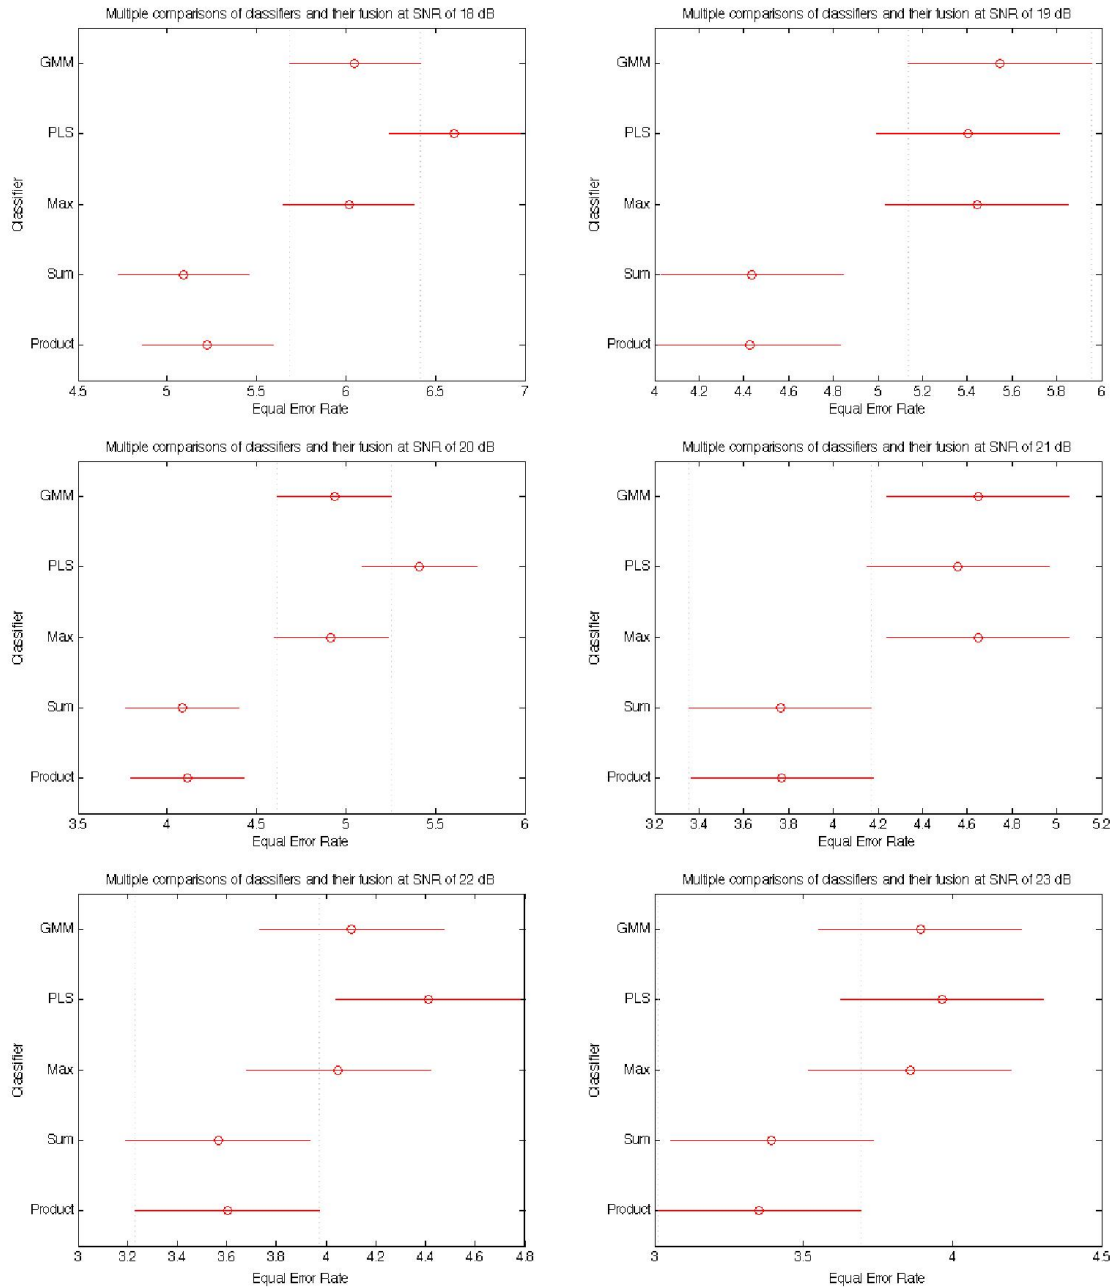 Multiple comparisons of classifiers and their fusion at SNR of 18 dB
GMM
PLS
Max
Sum
Product
Classifier
4.5 5 5.5 6 6.5 7
Equal Error Rate
Multiple comparisons of classifiers and their fusion at SNR of 19 dB
GMM
PLS
Max
Sum
Product
Classifier
4 4.2 4.4 4.6 4.8 5 5.2 5.4 5.6 5.8 6
Equal Error Rate
Multiple comparisons of classifiers and their fusion at SNR of 20 dB
GMM
PLS
Max
Sum
Product
Classifier
3.5 4 4.5 5 5.5 6
Equal Error Rate
Multiple comparisons of classifiers and their fusion at SNR of 21 dB
GMM
PLS
Max
Sum
Product
Classifier
3.2 3.4 3.6 3.8 4 4.2 4.4 4.6 4.8 5 5.2
Equal Error Rate
Multiple comparisons of classifiers and their fusion at SNR of 22 dB
GMM
PLS
Max
Sum
Product
Classifier
3 3.2 3.4 3.6 3.8 4 4.2 4.4 4.6 4.8
Equal Error Rate
Multiple comparisons of classifiers and their fusion at SNR of 23 dB
GMM
PLS
Max
Sum
Product
Classifier
3 3.5 4 4.5
Equal Error Rate